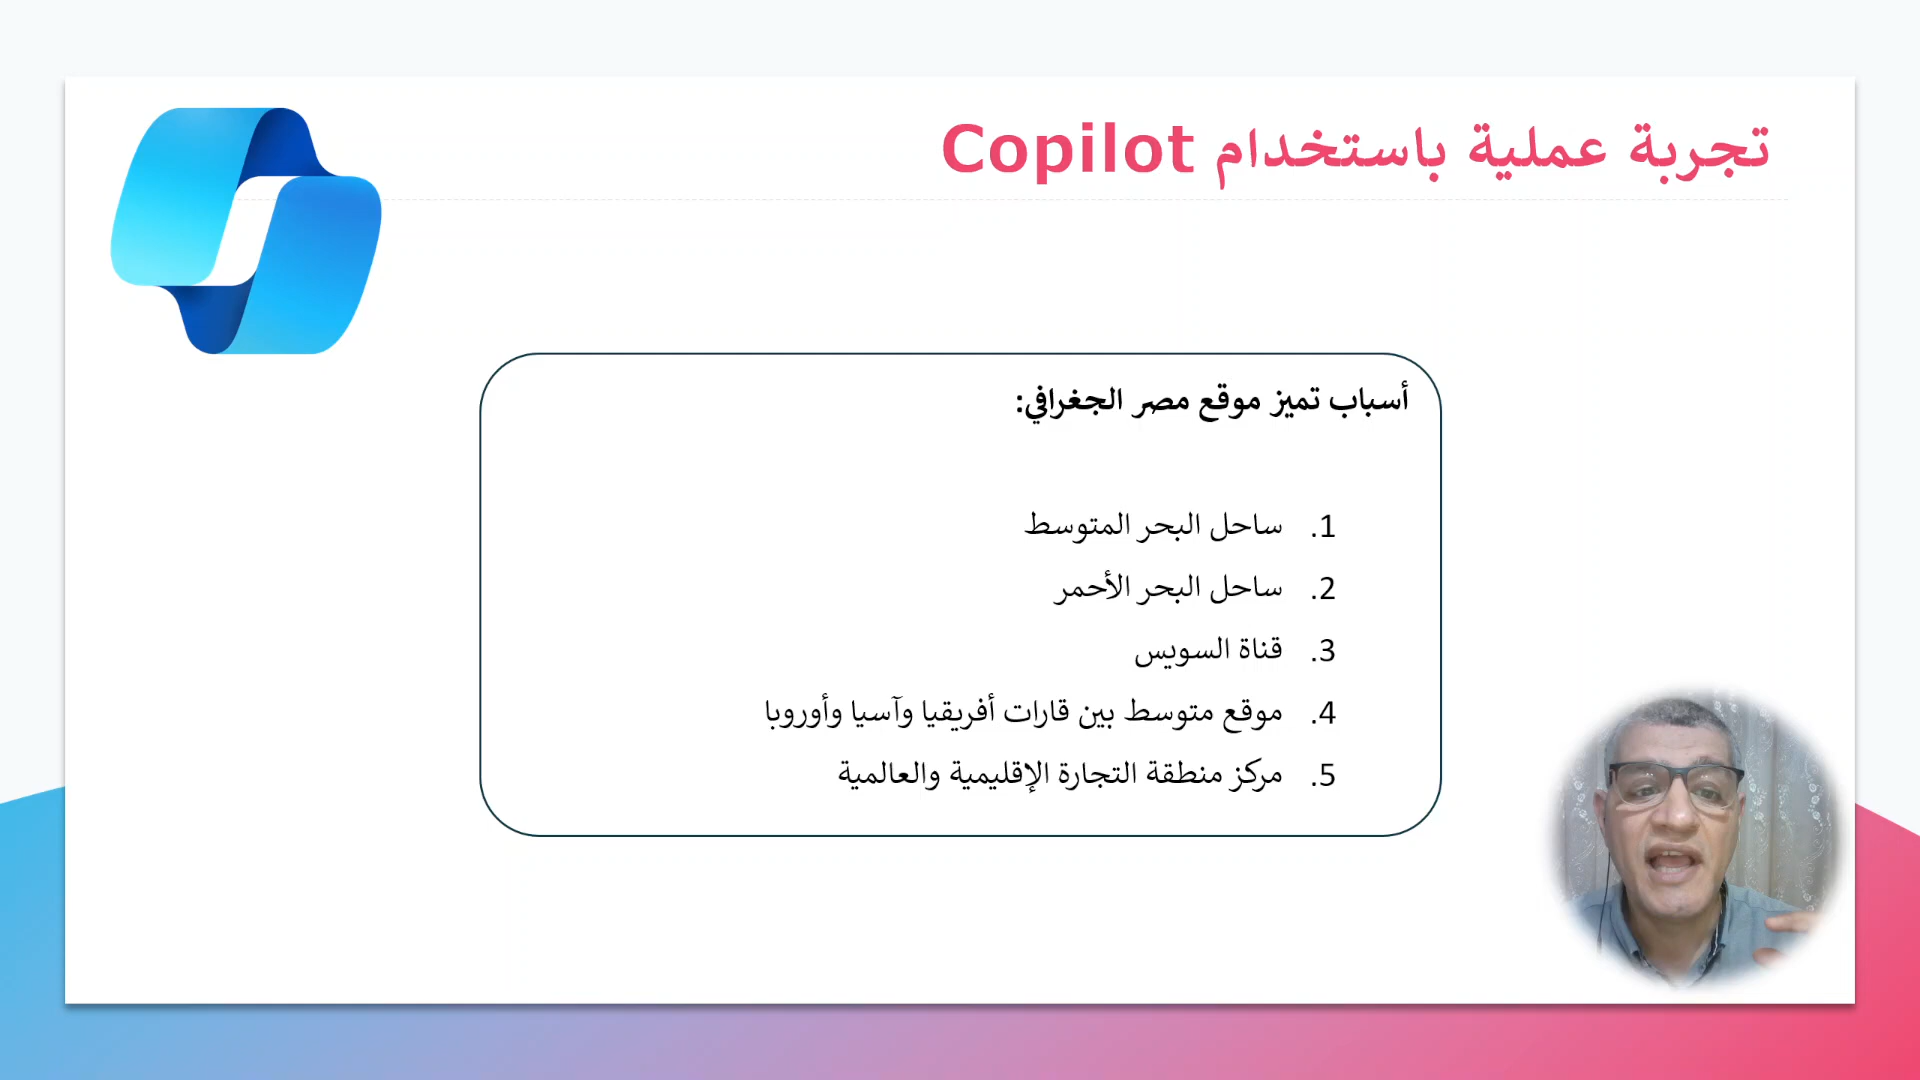 تجربة عملية باستخدام Copilot
أسباب تميز موقع مصر الجغرافي:
1. ساحل البحر المتوسط
2. ساحل البحر الأحمر
3. قناة السويس
4. موقع متوسط بين قارات أفريقيا وآسيا وأوروبا
5. مركز منطقة التجارة الإقليمية والعالمية